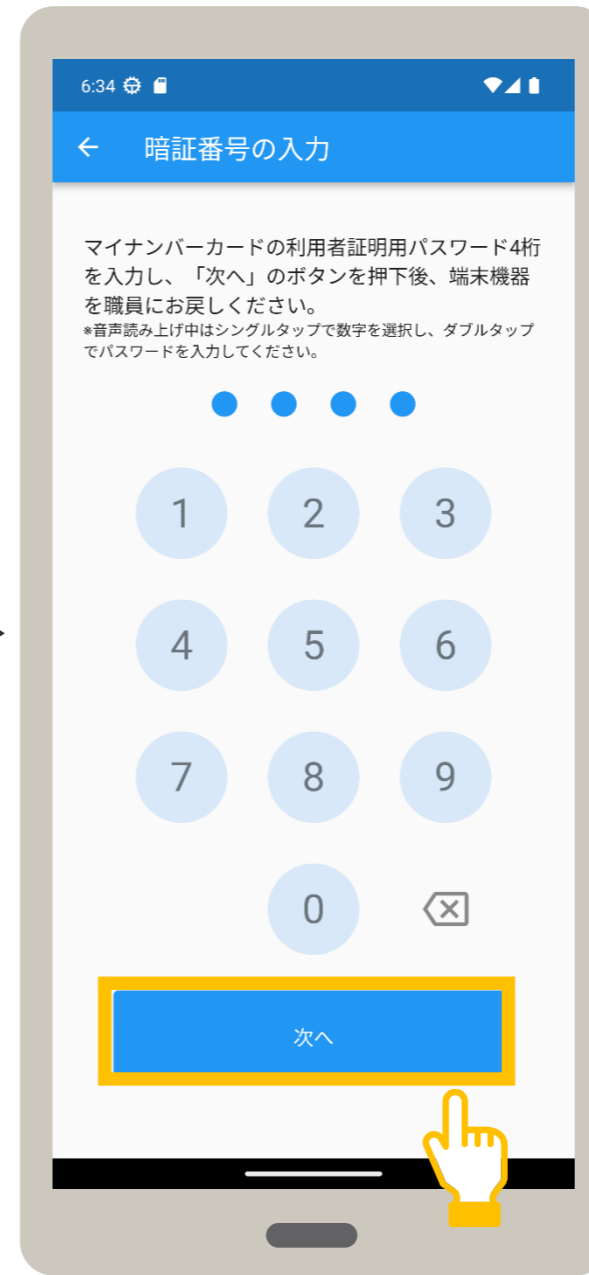 6:34
暗証番号の入力
マイナンバーカードの利用者証明用パスワード4桁
を入力し、「次へ」のボタンを押下後、端末機器
を職員にお戻しください。
*音声読み上げ中はシングルタップで数字を選択し、ダブルタップ
でパスワードを入力してください。
1 2 3
4 5 6
7 8 9
0
次へ